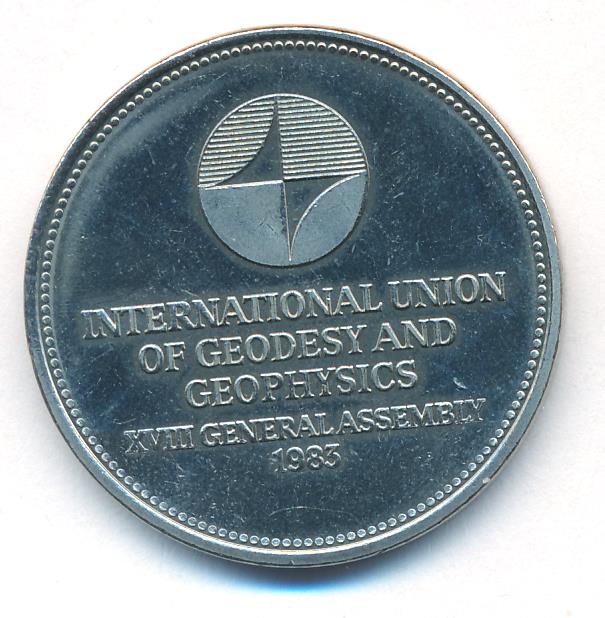 INTERNATIONAL UNION
OF GEODESY AND
GEOPHYSICS
XVIII GENERAL ASSEMBLY
1983